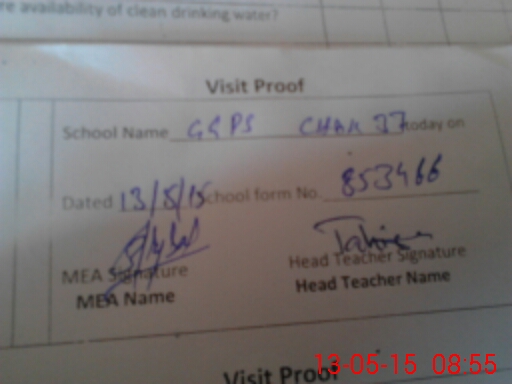 re availability of clean drinking water?
Visit Proof
School Name GGPS CHAK 37 today on
Dated 13/5/15 School form No. 853466
MEA Signature
Head Teacher Signature
MEA Name
Head Teacher Name
Visit Proof
13-05-15 08:55